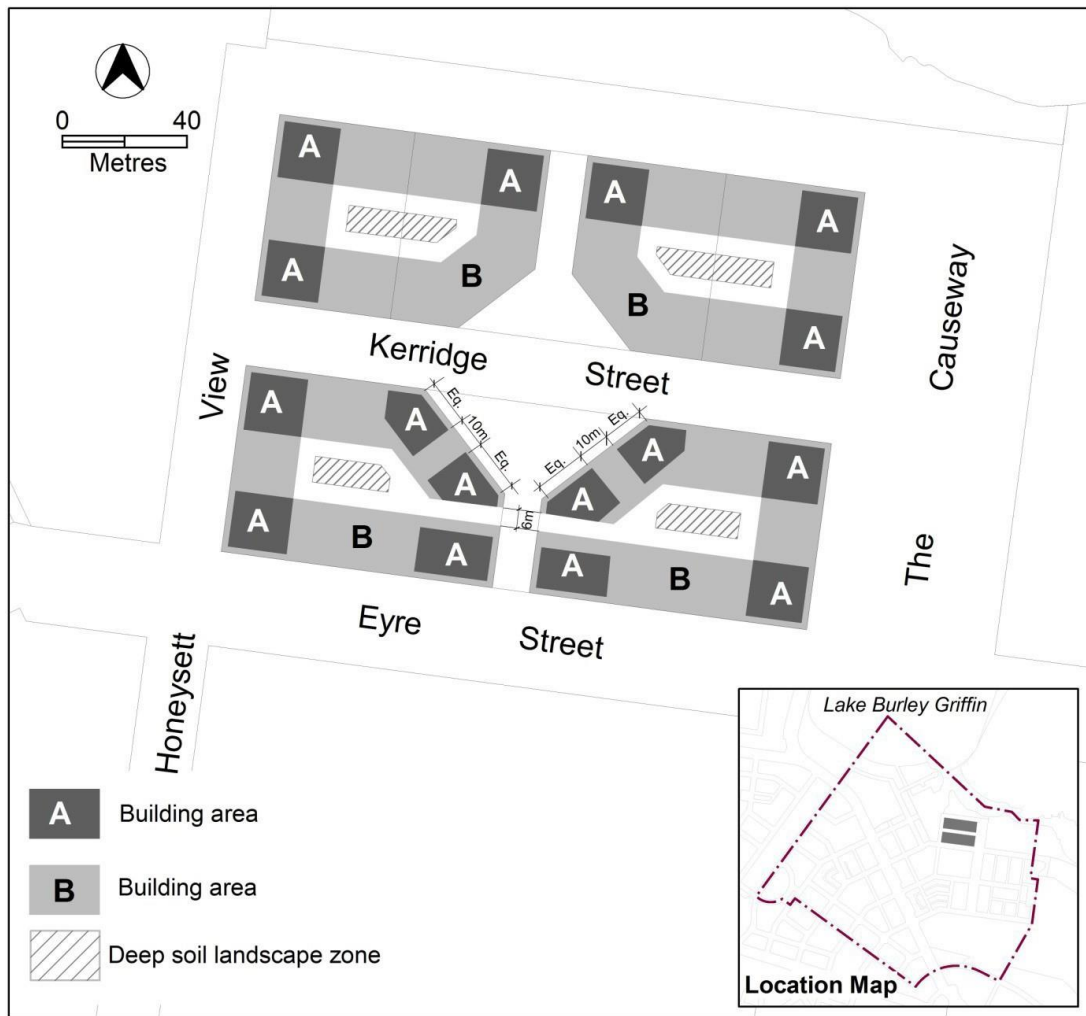 0 40
Metres
A
A
A
A
A
A
B
B
Kerridge Street
View
Causeway
The
Honeysett
Eq.
10m
Eq.
Eq.
10m
Eq.
6m
A
A
A
A
A
A
A
A
A
A
B
B
Eyre Street
A Building area
B Building area
Deep soil landscape zone
Lake Burley Griffin
Location Map